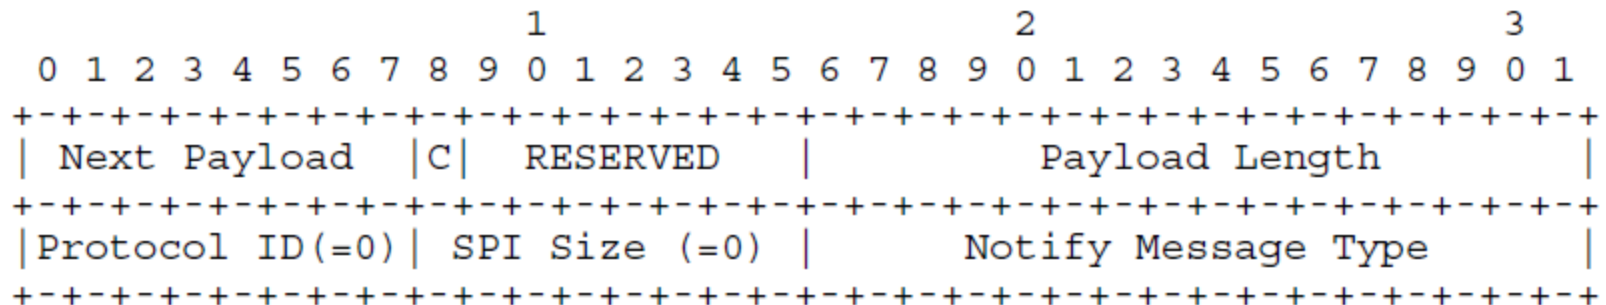 1                   2                   3
 0 1 2 3 4 5 6 7 8 9 0 1 2 3 4 5 6 7 8 9 0 1 2 3 4 5 6 7 8 9 0 1
+-+-+-+-+-+-+-+-+-+-+-+-+-+-+-+-+-+-+-+-+-+-+-+-+-+-+-+-+-+-+-+-+
| Next Payload  |C|  RESERVED   |         Payload Length        |
+-+-+-+-+-+-+-+-+-+-+-+-+-+-+-+-+-+-+-+-+-+-+-+-+-+-+-+-+-+-+-+-+
|Protocol ID(=0)| SPI Size (=0) |      Notify Message Type      |
+-+-+-+-+-+-+-+-+-+-+-+-+-+-+-+-+-+-+-+-+-+-+-+-+-+-+-+-+-+-+-+-+